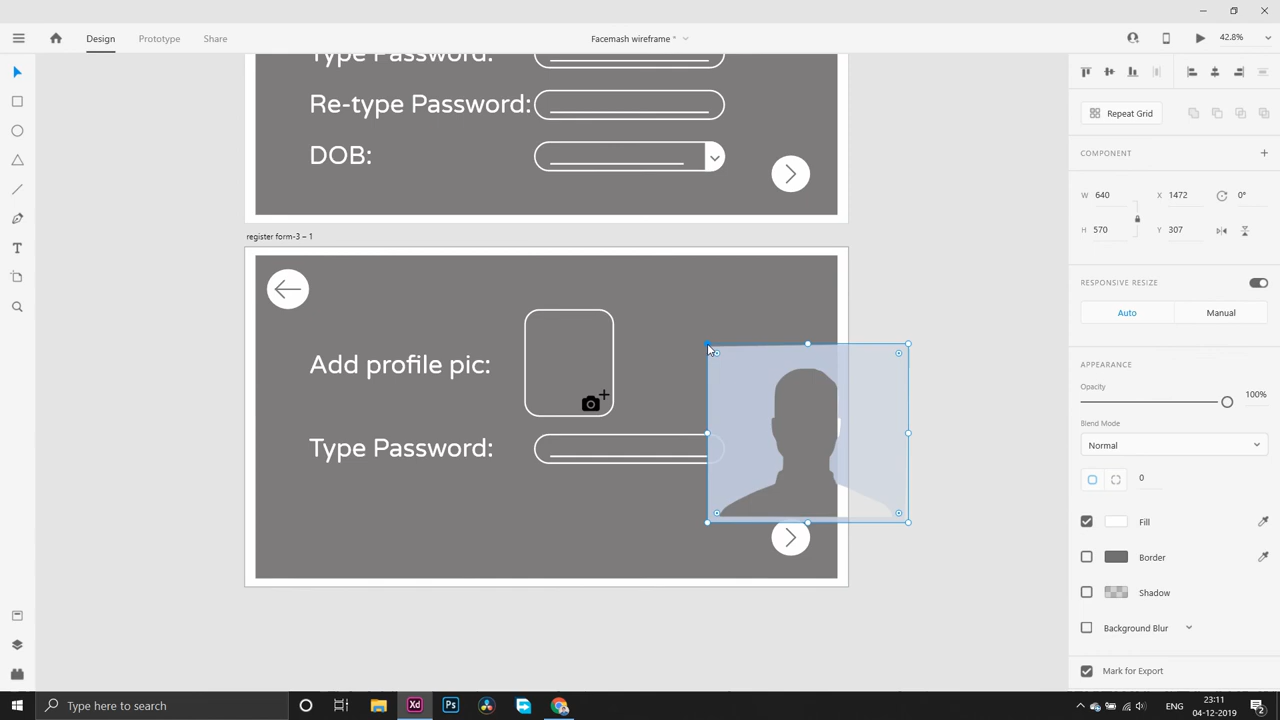 Design
Prototype
Share
Facemash wireframe *
42.8%
Type Password:
Re-type Password:
DOB:
register form-3 – 1
Add profile pic:
Type Password:
Repeat Grid
COMPONENT
W 640 X 1472 0°
H 570 Y 307
RESPONSIVE RESIZE
Auto Manual
APPEARANCE
Opacity
100%
Blend Mode
Normal
0
Fill
Border
Shadow
Background Blur
Mark for Export
Type here to search
Xd
Ps
23:11
04-12-2019
2